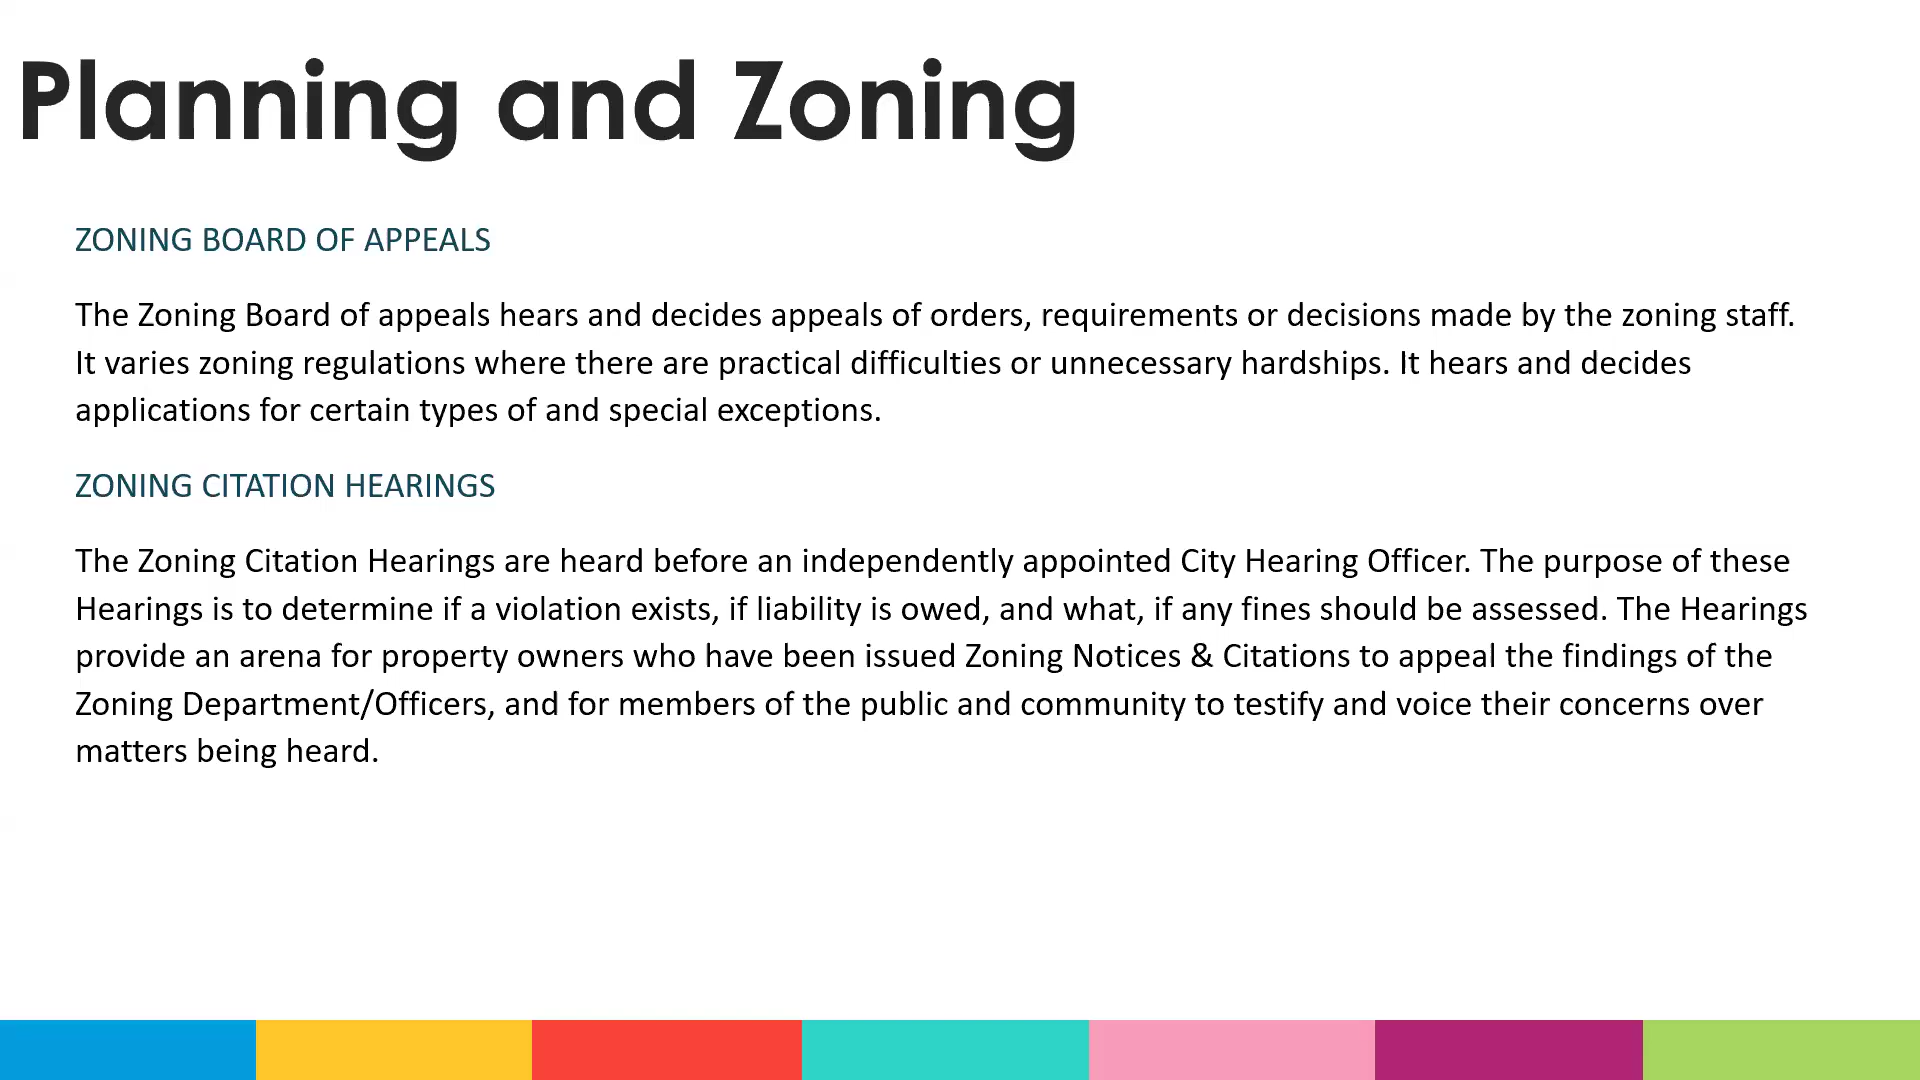 Planning and Zoning
ZONING BOARD OF APPEALS
The Zoning Board of appeals hears and decides appeals of orders, requirements or decisions made by the zoning staff.
It varies zoning regulations where there are practical difficulties or unnecessary hardships. It hears and decides
applications for certain types of and special exceptions.
ZONING CITATION HEARINGS
The Zoning Citation Hearings are heard before an independently appointed City Hearing Officer. The purpose of these
Hearings is to determine if a violation exists, if liability is owed, and what, if any fines should be assessed. The Hearings
provide an arena for property owners who have been issued Zoning Notices & Citations to appeal the findings of the
Zoning Department/Officers, and for members of the public and community to testify and voice their concerns over
matters being heard.